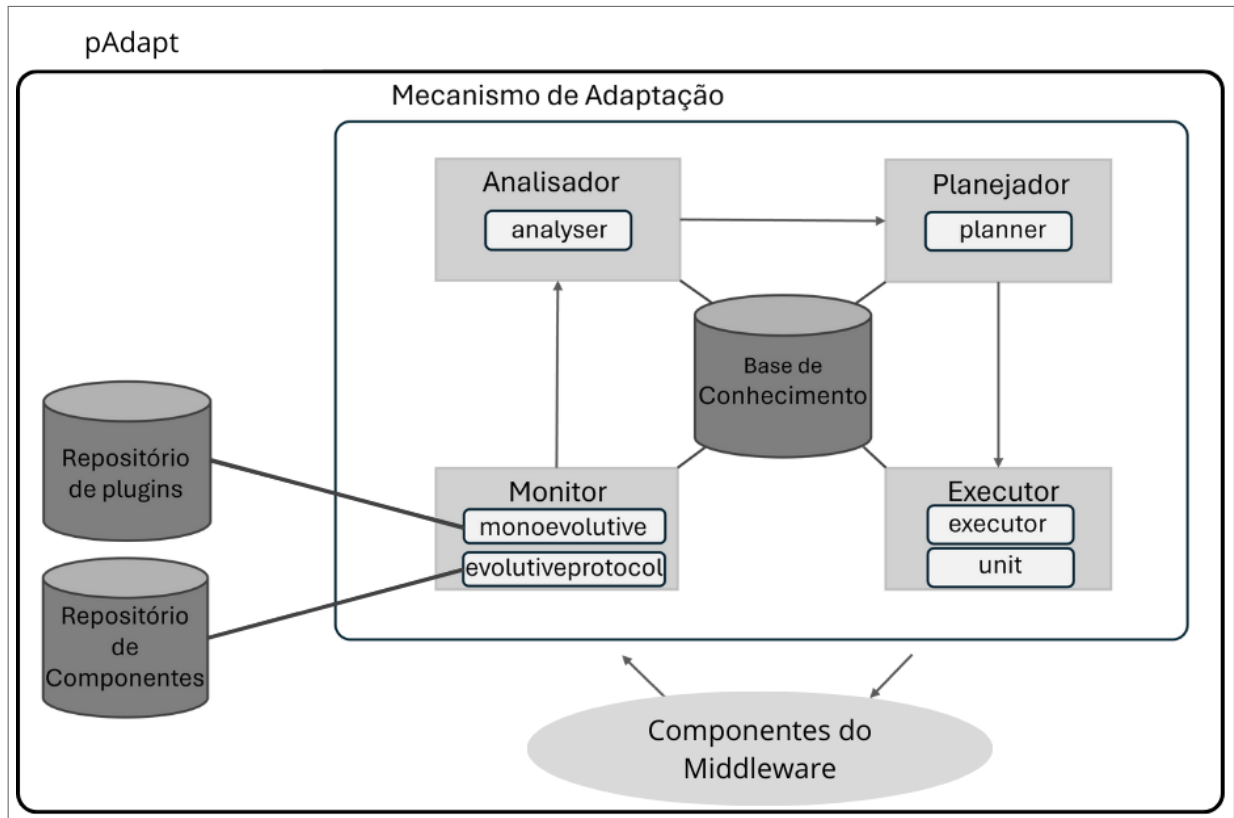 pAdapt
Mecanismo de Adaptação
Analisador
analyser
Planejador
planner
Base de
Conhecimento
Repositório
de plugins
Monitor
monoevolutive
evolutiveprotocol
Executor
executor
unit
Repositório
de
Componentes
Componentes do
Middleware